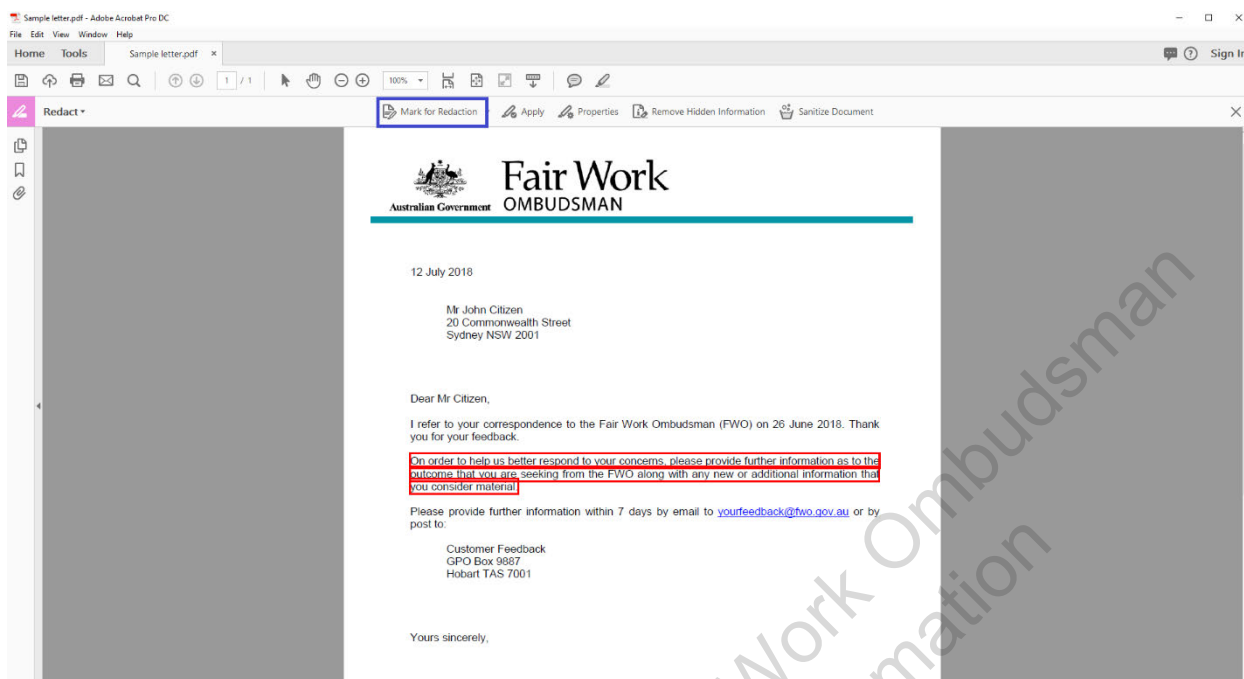 Sample letter.pdf - Adobe Acrobat Pro DC
File Edit View Window Help
Home Tools Sample letter.pdf × Sign In
1 / 1 100%
Redact Mark for Redaction Apply Properties Remove Hidden Information Sanitize Document
Australian Government
Fair Work
OMBUDSMAN
12 July 2018
Mr John Citizen
20 Commonwealth Street
Sydney NSW 2001
Dear Mr Citizen,
I refer to your correspondence to the Fair Work Ombudsman (FWO) on 26 June 2018. Thank
you for your feedback.
On order to help us better respond to your concerns, please provide further information as to the
outcome that you are seeking from the FWO along with any new or additional information that
you consider material.
Please provide further information within 7 days by email to yourfeedback@fwo.gov.au or by
post to:
Customer Feedback
GPO Box 9887
Hobart TAS 7001
Yours sincerely,
Work Ombudsman